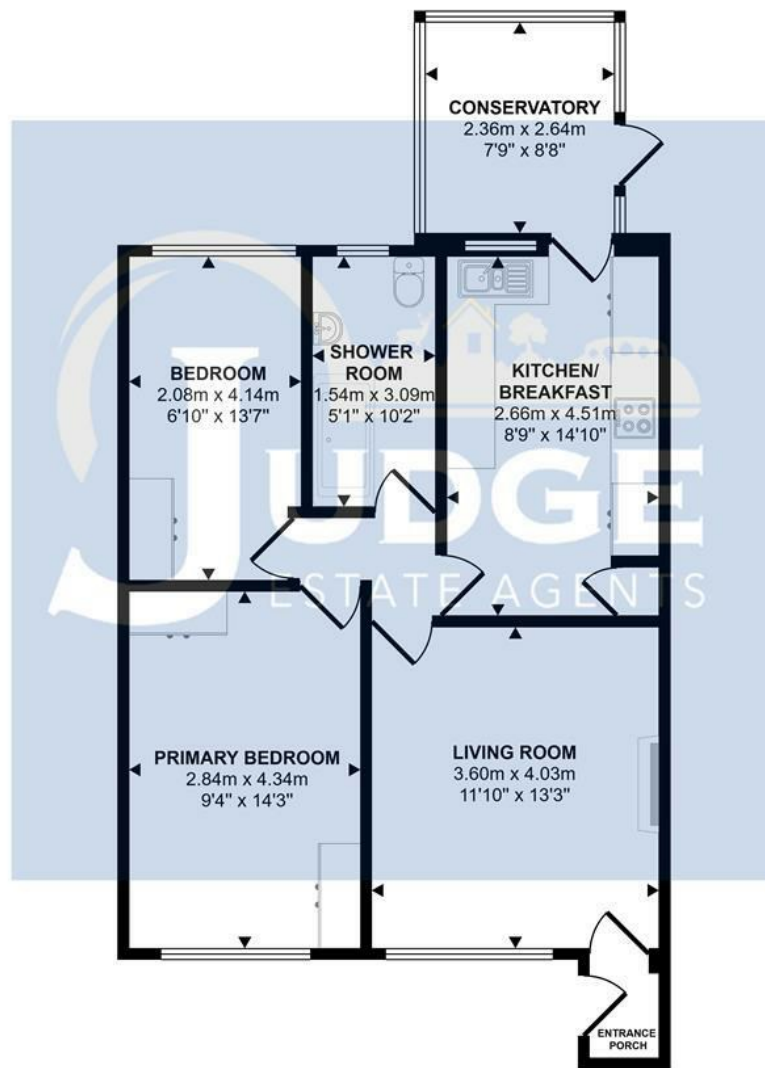 CONSERVATORY
2.36m x 2.64m
7'9" x 8'8"
BEDROOM
2.08m x 4.14m
6'10" x 13'7"
SHOWER
ROOM
1.54m x 3.09m
5'1" x 10'2"
KITCHEN/
BREAKFAST
2.66m x 4.51m
8'9" x 14'10"
JUDGE
ESTATE AGENTS
PRIMARY BEDROOM
2.84m x 4.34m
9'4" x 14'3"
LIVING ROOM
3.60m x 4.03m
11'10" x 13'3"
ENTRANCE
PORCH